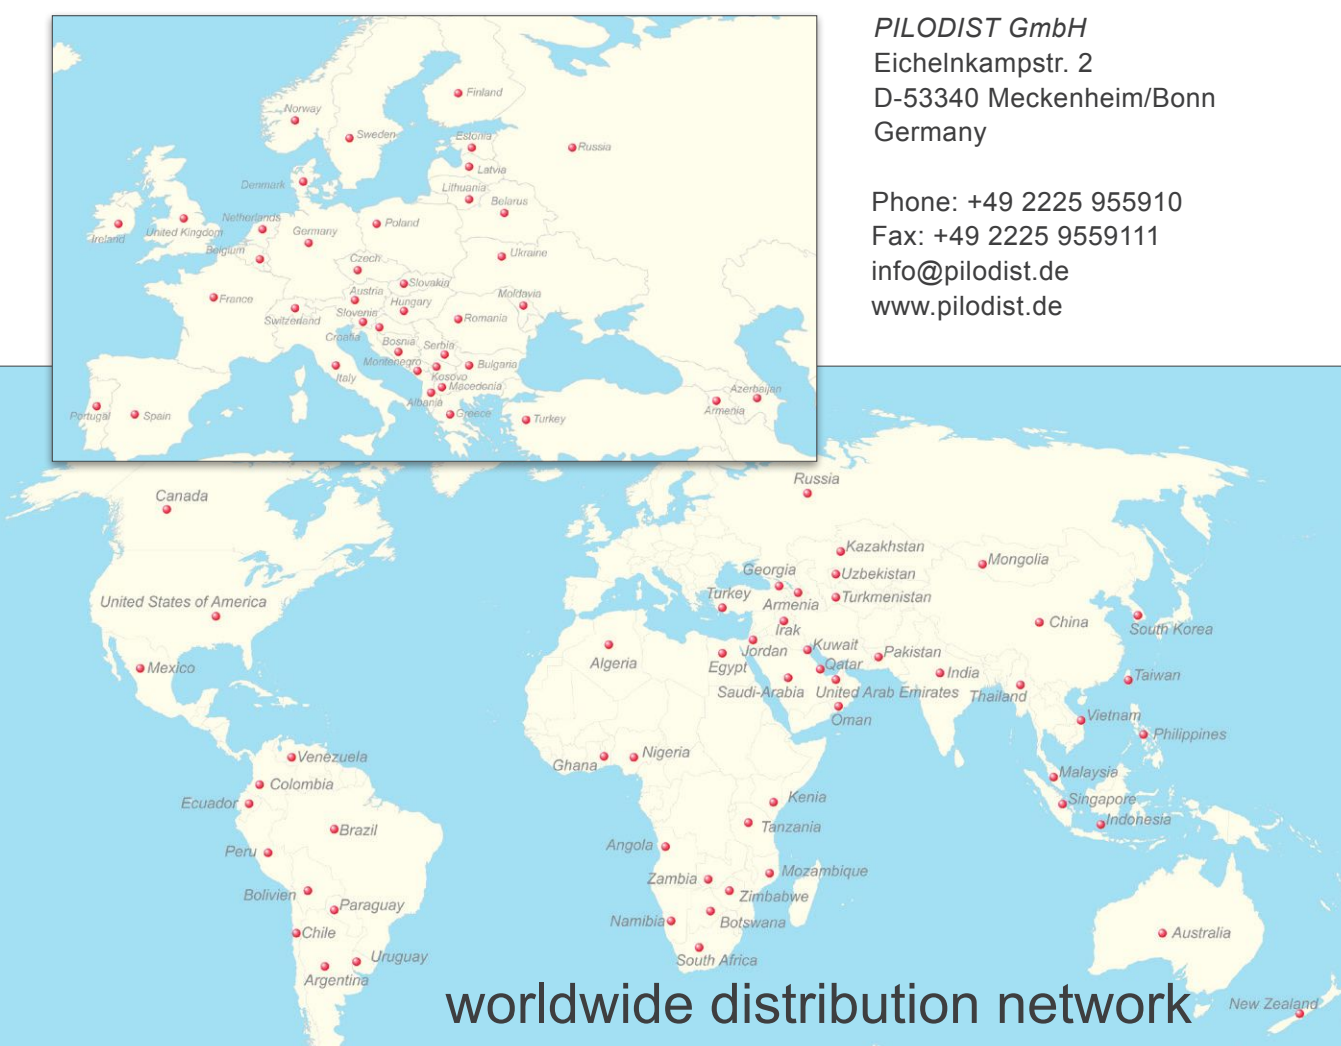 PILODIST GmbH
Eichelnkampstr. 2
D-53340 Meckenheim/Bonn
Germany
Phone: +49 2225 955910
Fax: +49 2225 9559111
info@pilodist.de
www.pilodist.de
Finland
Norway
Sweden
Estonia
Russia
Latvia
Denmark
Lithuania
Belarus
Netherlands
Poland
Ireland
United Kingdom
Germany
Belgium
Ukraine
Czech
Slovakia
Austria
Moldavia
France
Hungary
Slovenia
Romania
Switzerland
Croatia
Bosnia
Serbia
Montenegro
Bulgaria
Italy
Kosovo
Macedonia
Azerbaijan
Albania
Armenia
Portugal
Spain
Greece
Turkey
Russia
Canada
Kazakhstan
Mongolia
Georgia
Uzbekistan
Turkey
Turkmenistan
United States of America
Armenia
China
Irak
South Korea
Kuwait
Jordan
Pakistan
Algeria
Egypt
Qatar
Mexico
India
Taiwan
Saudi-Arabia
United Arab Emirates
Thailand
Oman
Vietnam
Philippines
Venezuela
Nigeria
Ghana
Malaysia
Colombia
Ecuador
Kenia
Singapore
Indonesia
Brazil
Tanzania
Angola
Peru
Mozambique
Zambia
Bolivien
Zimbabwe
Paraguay
Namibia
Botswana
Chile
Australia
Uruguay
South Africa
Argentina
worldwide distribution network
New Zealand